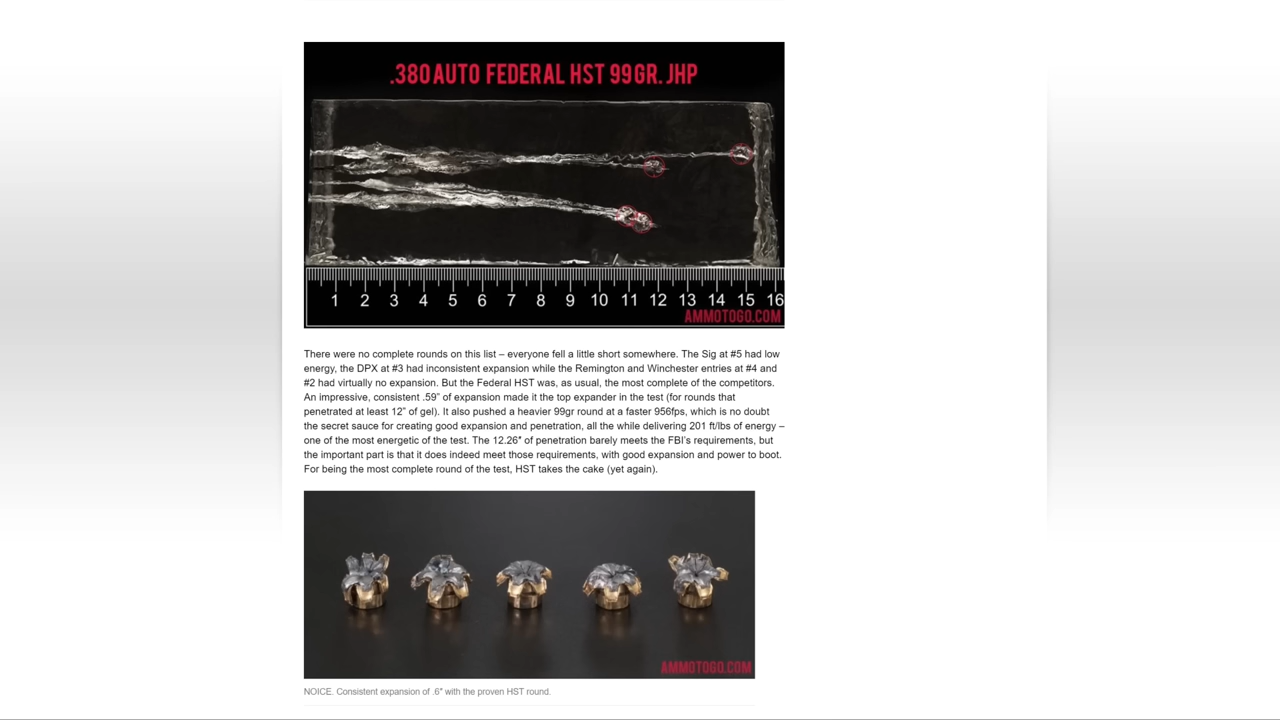 .380 AUTO FEDERAL HST 99 GR. JHP
1 2 3 4 5 6 7 8 9 10 11 12 13 14 15 16
AMMOTOGO.COM
There were no complete rounds on this list – everyone fell a little short somewhere. The Sig at #5 had low
energy, the DPX at #3 had inconsistent expansion while the Remington and Winchester entries at #4 and
#2 had virtually no expansion. But the Federal HST was, as usual, the most complete of the competitors.
An impressive, consistent .59” of expansion made it the top expander in the test (for rounds that
penetrated at least 12” of gel). It also pushed a heavier 99gr round at a faster 956fps, which is no doubt
the secret sauce for creating good expansion and penetration, all the while delivering 201 ft/lbs of energy –
one of the most energetic of the test. The 12.26″ of penetration barely meets the FBI’s requirements, but
the important part is that it does indeed meet those requirements, with good expansion and power to boot.
For being the most complete round of the test, HST takes the cake (yet again).
AMMOTOGO.COM
NOICE. Consistent expansion of .6″ with the proven HST round.